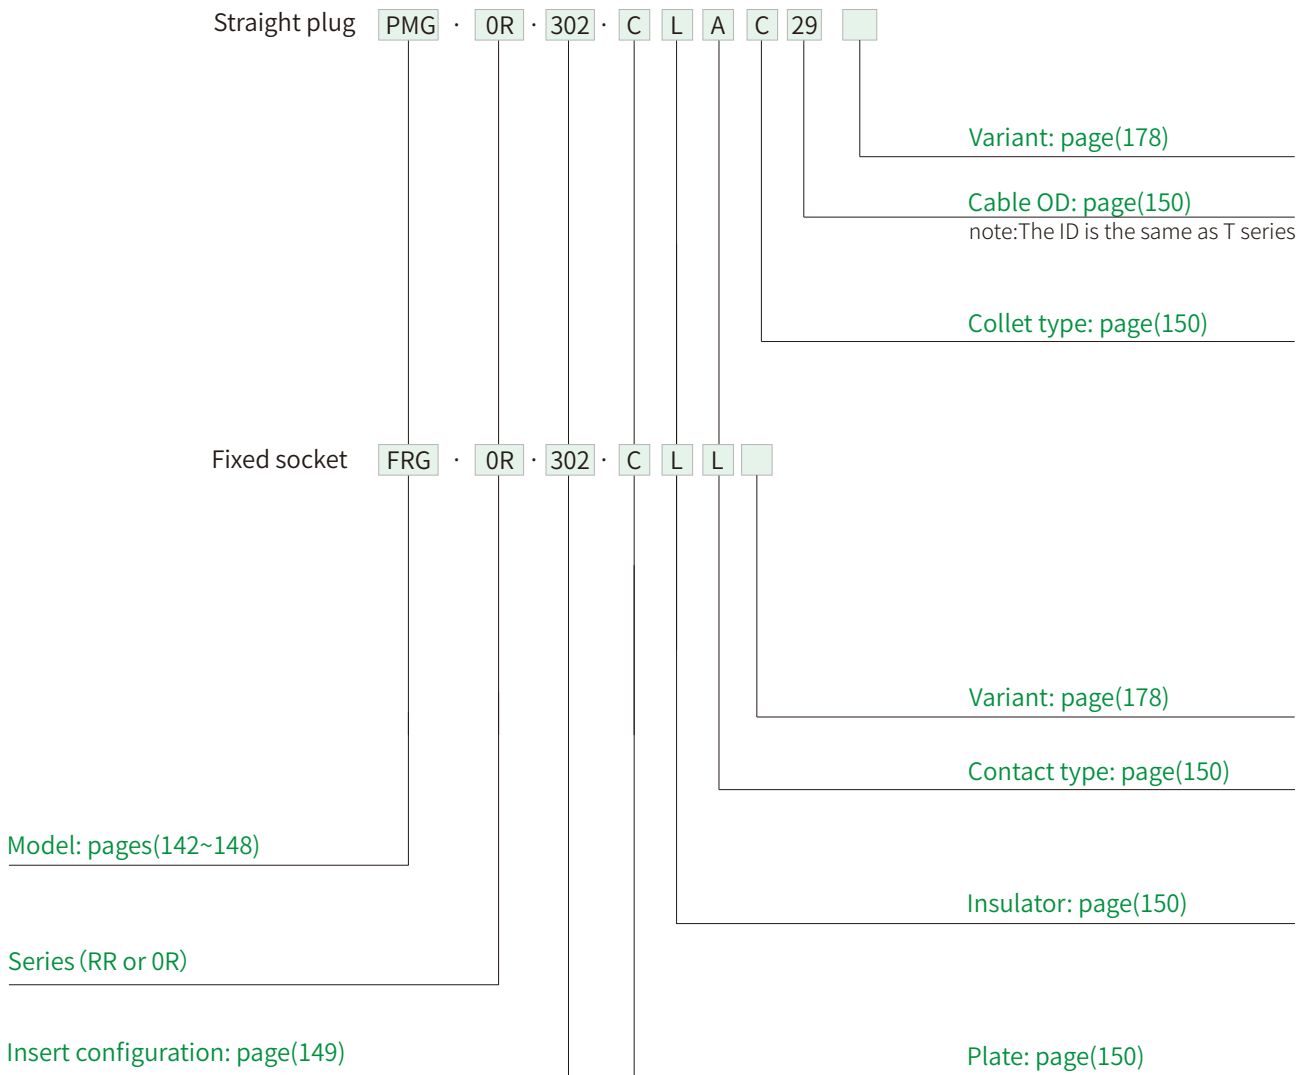 Straight plug PMG · 0R · 302 · C L A C 29
Variant: page(178)
Cable OD: page(150)
note:The ID is the same as T series
Collet type: page(150)
Fixed socket FRG · 0R · 302 · C L L
Variant: page(178)
Contact type: page(150)
Model: pages(142~148)
Insulator: page(150)
Series(RR or 0R)
Insert configuration: page(149)
Plate: page(150)